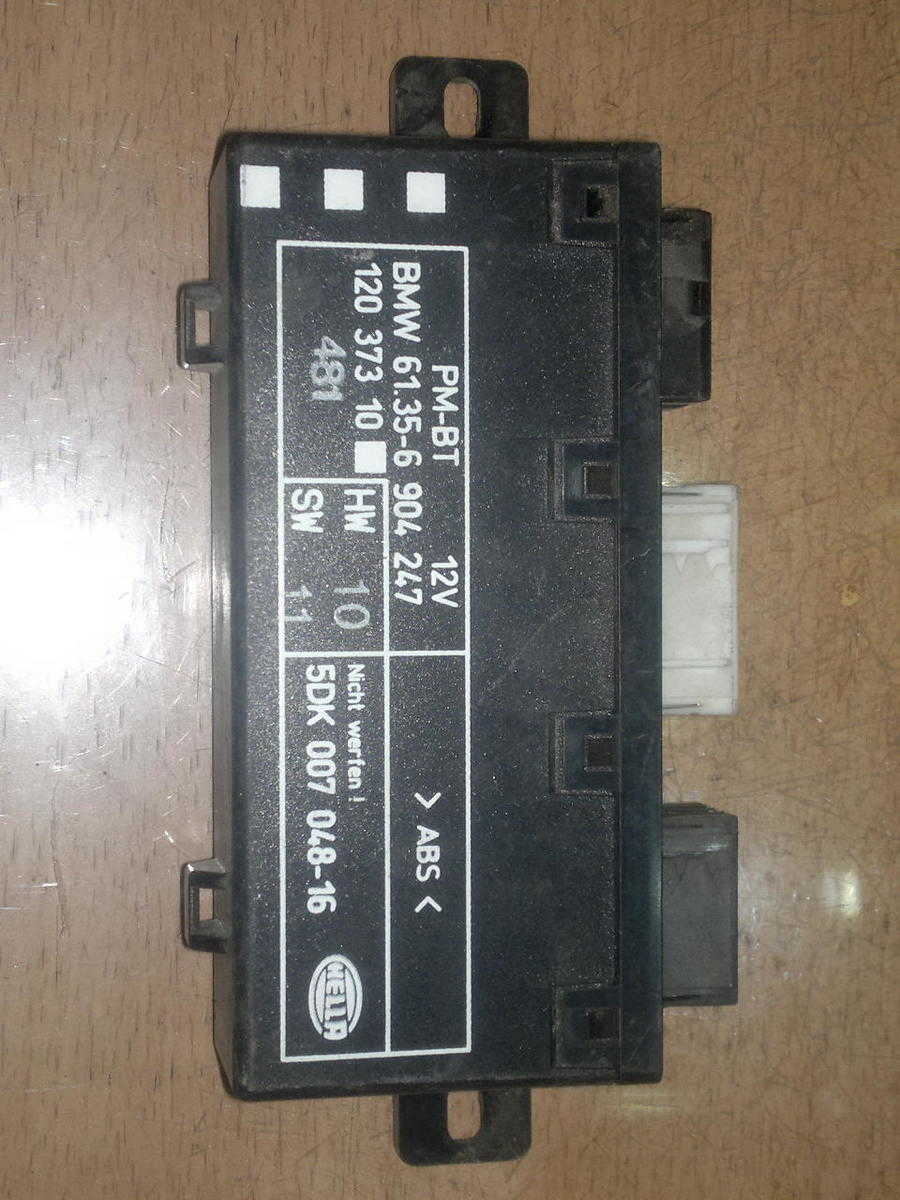 PM-BT 12V
BMW 61.35-6 904 247
120 373 10
481
HW 10
SW 11
> ABS <
Nicht werfen !
5DK 007 048-16
HELLA